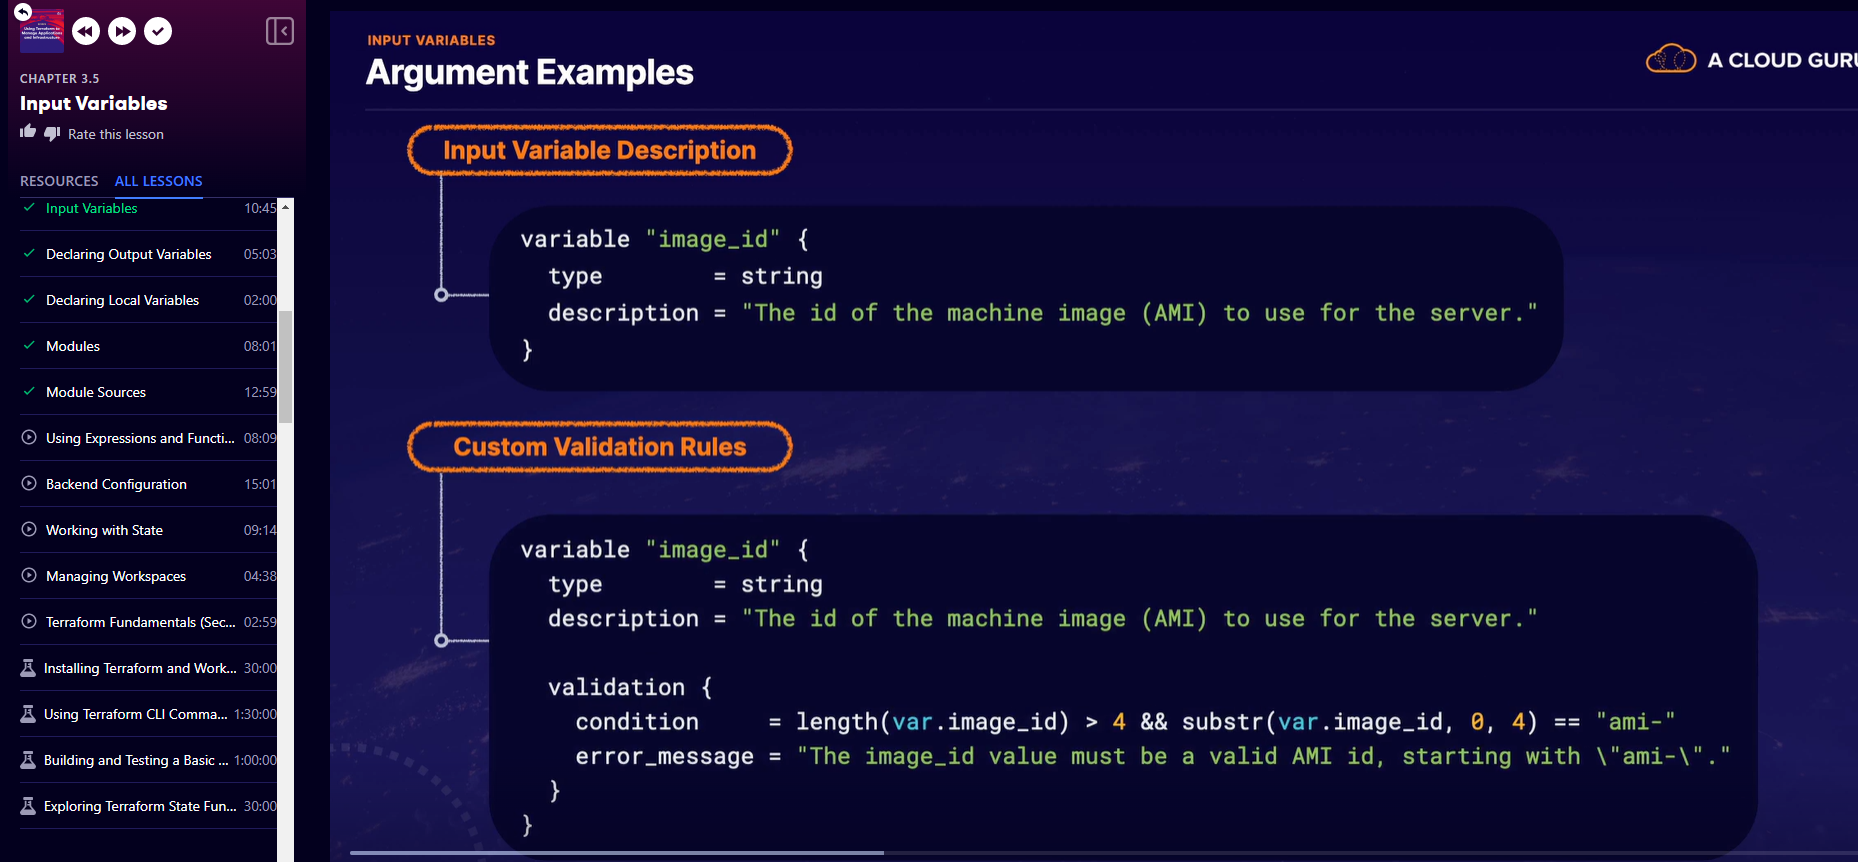 Using Terraform to
Manage Applications
and Infrastructure
CHAPTER 3.5
Input Variables
Rate this lesson
RESOURCES
ALL LESSONS
Input Variables 10:45
Declaring Output Variables 05:03
Declaring Local Variables 02:00
Modules 08:01
Module Sources 12:59
Using Expressions and Functi... 08:09
Backend Configuration 15:01
Working with State 09:14
Managing Workspaces 04:38
Terraform Fundamentals (Sec... 02:59
Installing Terraform and Work... 30:00
Using Terraform CLI Comma... 1:30:00
Building and Testing a Basic ... 1:00:00
Exploring Terraform State Fun... 30:00
INPUT VARIABLES
Argument Examples
A CLOUD GURU
Input Variable Description
variable "image_id" {
  type        = string
  description = "The id of the machine image (AMI) to use for the server."
}
Custom Validation Rules
variable "image_id" {
  type        = string
  description = "The id of the machine image (AMI) to use for the server."
  validation {
    condition     = length(var.image_id) > 4 && substr(var.image_id, 0, 4) == "ami-"
    error_message = "The image_id value must be a valid AMI id, starting with \"ami-\"."
  }
}